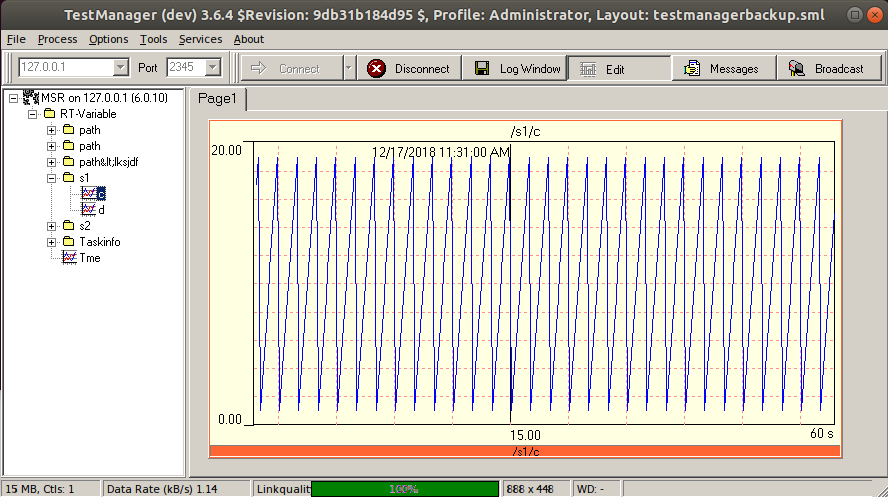 TestManager (dev) 3.6.4 $Revision: 9db31b184d95 $, Profile: Administrator, Layout: testmanagerbackup.sml
File Process Options Tools Services About
127.0.0.1 Port 2345 Connect Disconnect Log Window Edit Messages Broadcast
MSR on 127.0.0.1 (6.0.10)
RT-Variable
path
path
path&lt;lksjdf
s1
c
d
s2
Taskinfo
Tme
Page1
/s1/c
20.00
12/17/2018 11:31:00 AM
0.00
15.00
60 s
/s1/c
15 MB, Ctls: 1 Data Rate (kB/s) 1.14 Linkquality 100% 888 x 448 WD: -